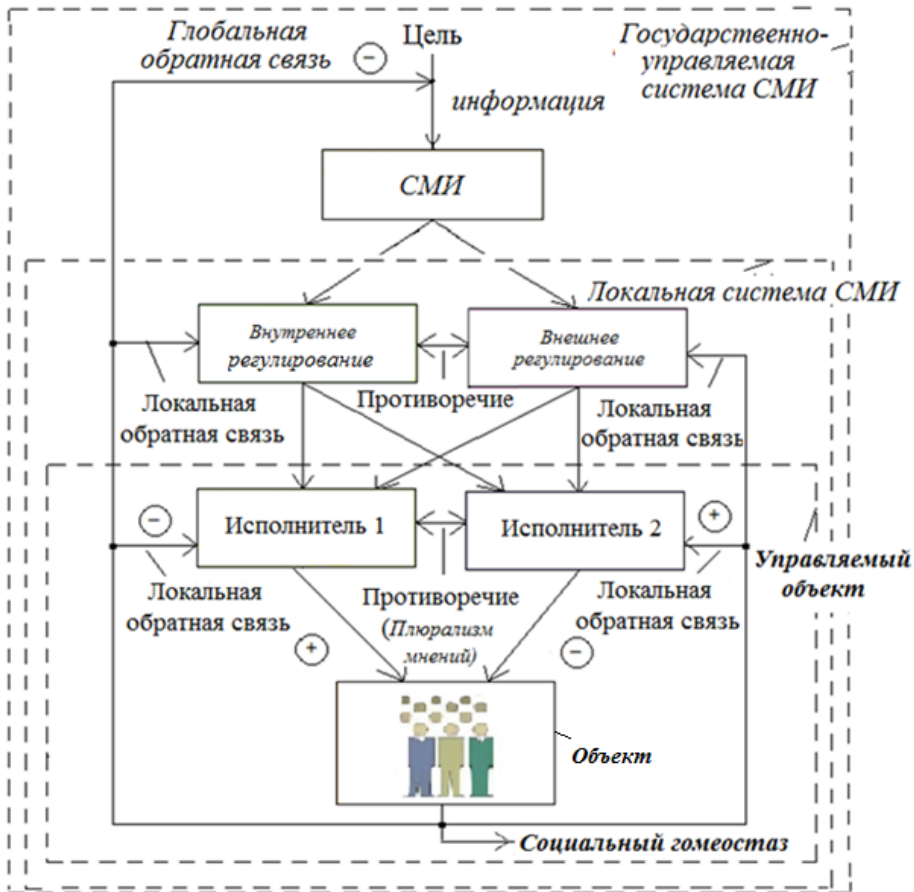 Глобальная
обратная связь
−
Цель
Государственно-
управляемая
система СМИ
информация
СМИ
Локальная система СМИ
Внутреннее
регулирование
Внешнее
регулирование
Противоречие
Локальная
обратная связь
Локальная
обратная связь
−
Исполнитель 1
Исполнитель 2
+
Управляемый
объект
Локальная
обратная связь
Противоречие
(Плюрализм
мнений)
Локальная
обратная связь
+
−
Объект
Социальный гомеостаз